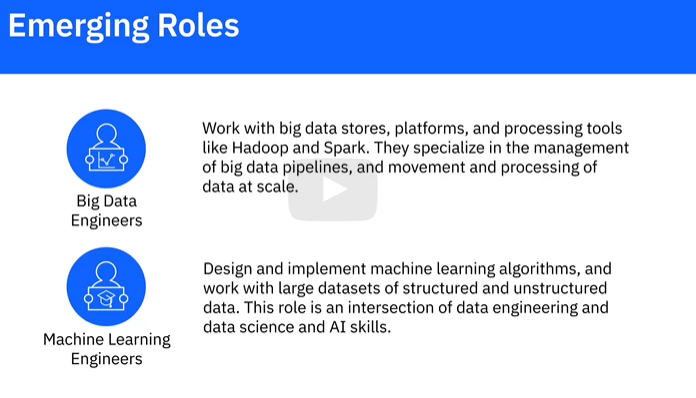 Emerging Roles
Work with big data stores, platforms, and processing tools
like Hadoop and Spark. They specialize in the management
of big data pipelines, and movement and processing of
data at scale.
Big Data
Engineers
Design and implement machine learning algorithms, and
work with large datasets of structured and unstructured
data. This role is an intersection of data engineering and
data science and AI skills.
Machine Learning
Engineers